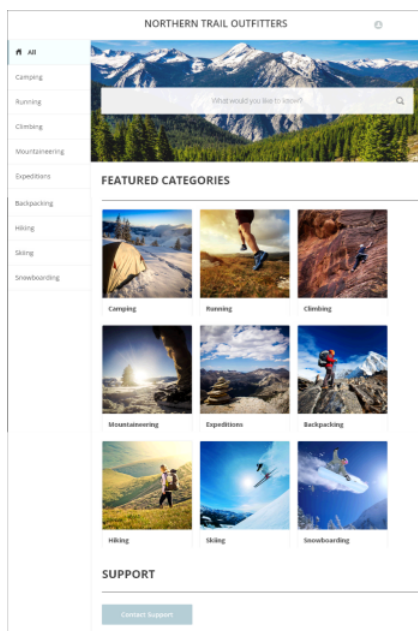 NORTHERN TRAIL OUTFITTERS
All
Camping
Running
Climbing
Mountaineering
Expeditions
Backpacking
Hiking
Skiing
Snowboarding
What would you like to know?
FEATURED CATEGORIES
Camping Running Climbing
Mountaineering Expeditions Backpacking
Hiking Skiing Snowboarding
SUPPORT
Contact Support